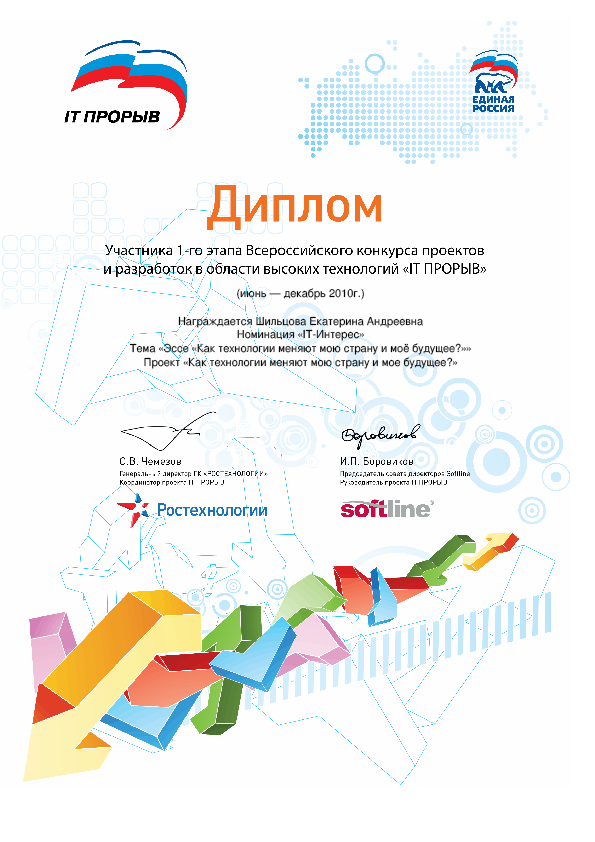 IT ПРОРЫВ
ЕДИНАЯ
РОССИЯ
Диплом
Участника 1-го этапа Всероссийского конкурса проектов
и разработок в области высоких технологий «IT ПРОРЫВ»
(июнь — декабрь 2010г.)
Награждается Шильцова Екатерина Андреевна
Номинация «IT-Интерес»
Тема «Эссе «Как технологии меняют мою страну и моё будущее?»»
Проект «Как технологии меняют мою страну и мое будущее?»
С.В. Чемезов
Генеральный директор ГК «РОСТЕХНОЛОГИИ»
Координатор проекта IT ПРОРЫВ
И.П. Боровиков
Председатель совета директоров Softline
Руководитель проекта IT ПРОРЫВ
Ростехнологии
softline